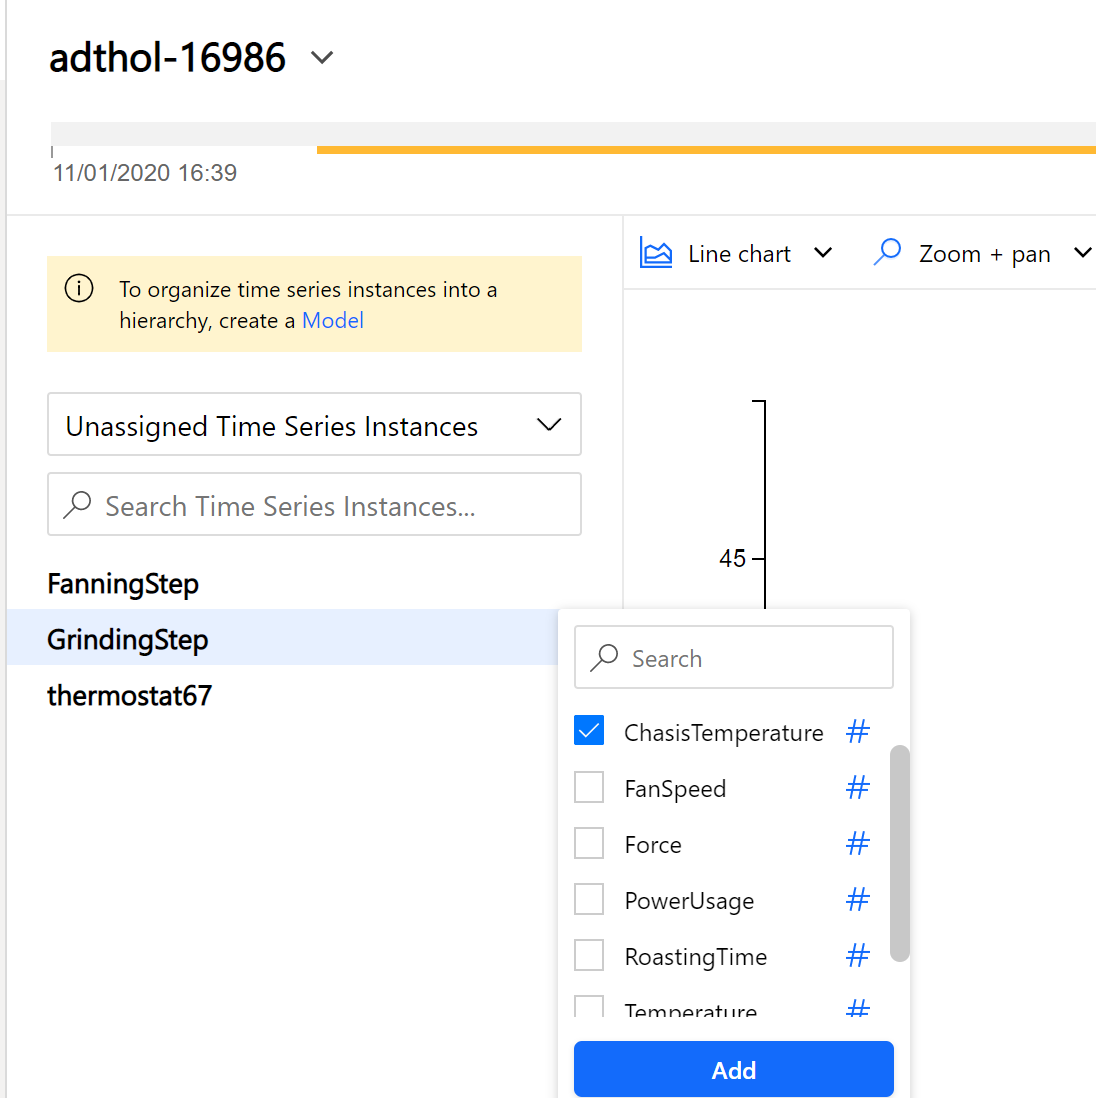 adthol-16986
11/01/2020 16:39
To organize time series instances into a
hierarchy, create a Model
Unassigned Time Series Instances
Search Time Series Instances...
FanningStep
GrindingStep
thermostat67
Line chart
Zoom + pan
45
Search
ChasisTemperature #
FanSpeed #
Force #
PowerUsage #
RoastingTime #
Temperature #
Add